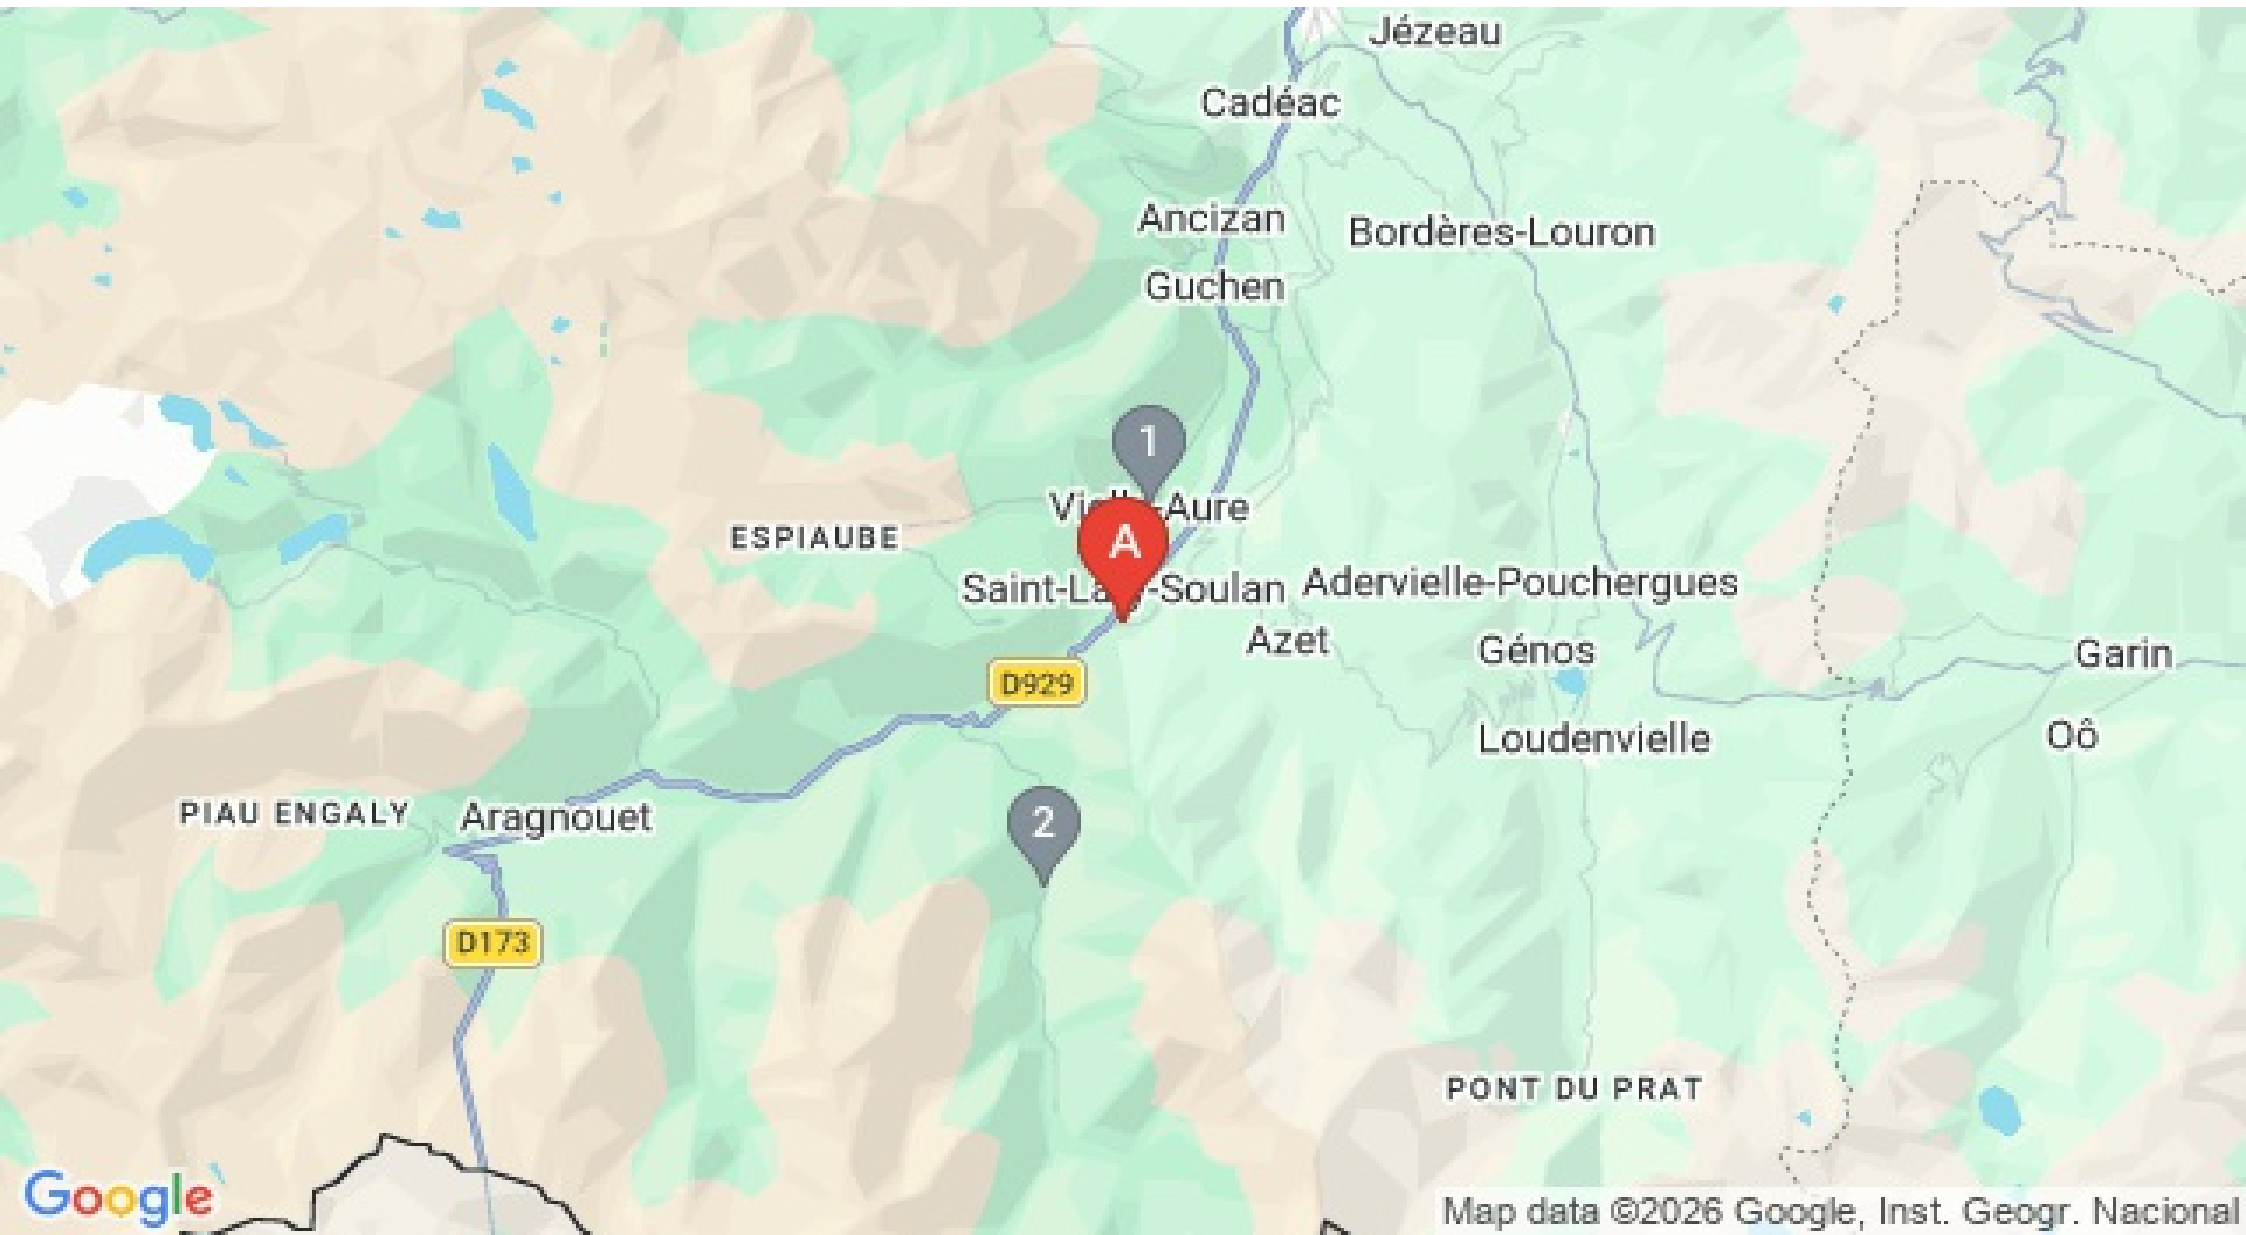 Jézeau
Cadéac
Ancizan
Bordères-Louron
Guchen
1
Aure
A
ESPIAUBE
Saint-La
-Soulan
Adervielle-Pouchergues
Azet
Génos
Garin
D929
Loudenvielle
Oô
PIAU ENGALY
Aragnouet
2
D173
PONT DU PRAT
Google
Map data ©2026 Google, Inst. Geogr. Nacional